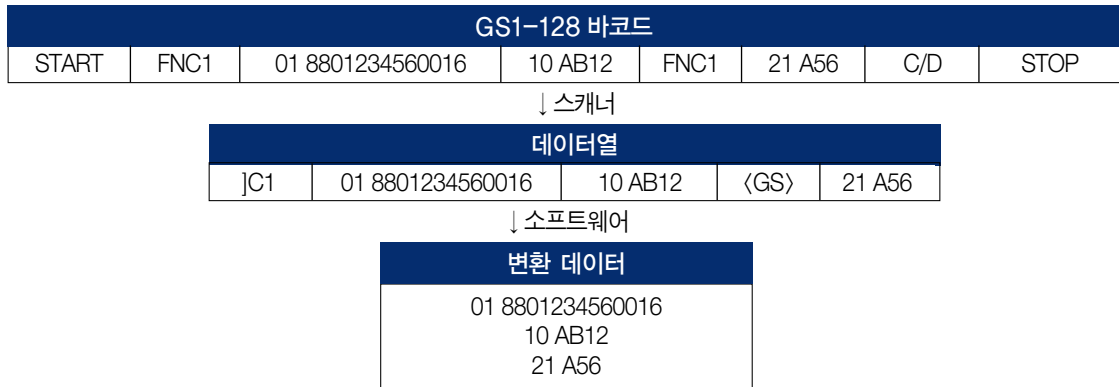 GS1-128 바코드
START FNC1 01 8801234560016 10 AB12 FNC1 21 A56 C/D STOP
↓ 스캐너
데이터열
]C1 01 8801234560016 10 AB12 〈GS〉 21 A56
↓ 소프트웨어
변환 데이터
01 8801234560016
10 AB12
21 A56